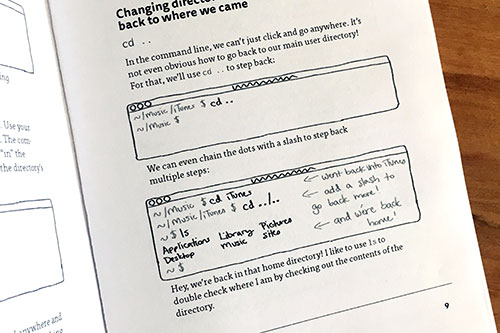 ng
. Use your
. The com-
"in" the
the directory's
anywhere and
Changing direct
back to where we came
cd ..
In the command line, we can't just click and go anywhere. It's
not even obvious how to go back to our main user directory!
For that, we'll use cd .. to step back:
~/Music/iTunes $ cd ..
~/Music $
We can even chain the dots with a slash to step back
multiple steps:
~/Music $ cd iTunes ← went back into iTunes
~/Music/iTunes $ cd ../.. ← add a slash to
go back more!
~ $ ls ← and we're back
home!
Applications Library Pictures
Desktop Music Sites
~ $
Hey, we're back in that home directory! I like to use ls to
double check where I am by checking out the contents of the
directory.
9